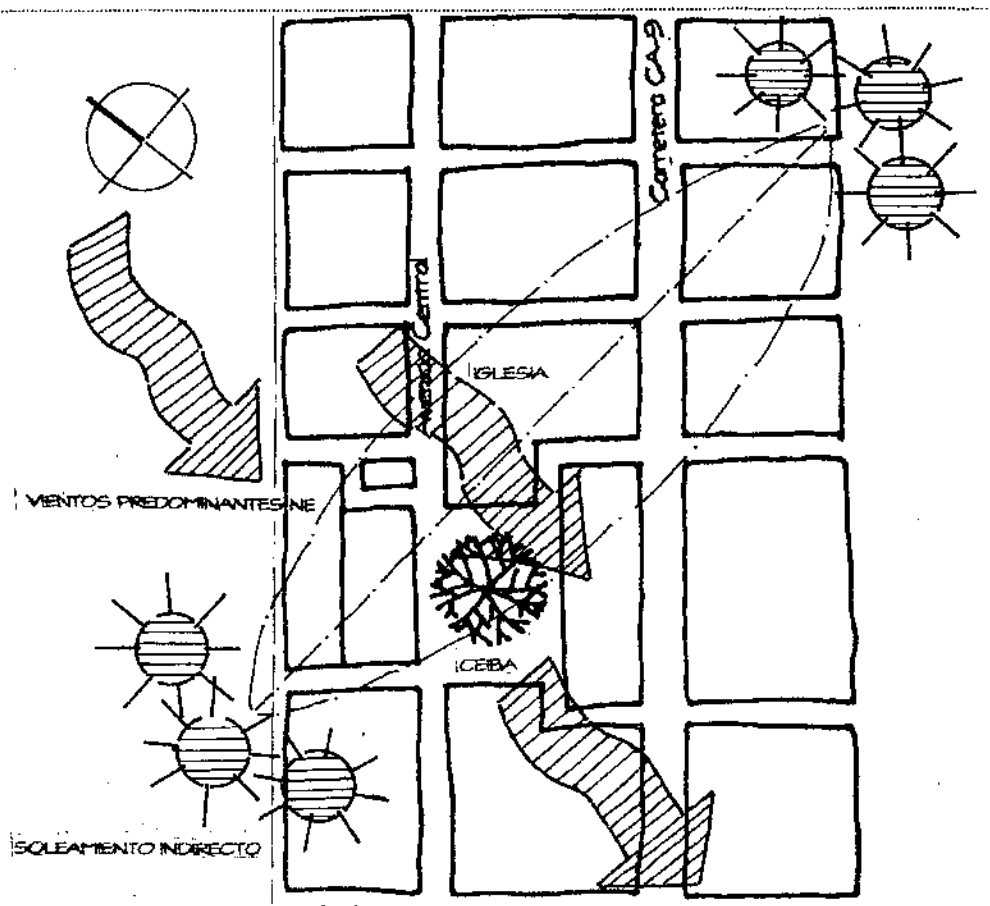 Carretera CA-9
Avenida Central
IGLESIA
VIENTOS PREDOMINANTES NE
CEIBA
SOLEAMIENTO INDIRECTO